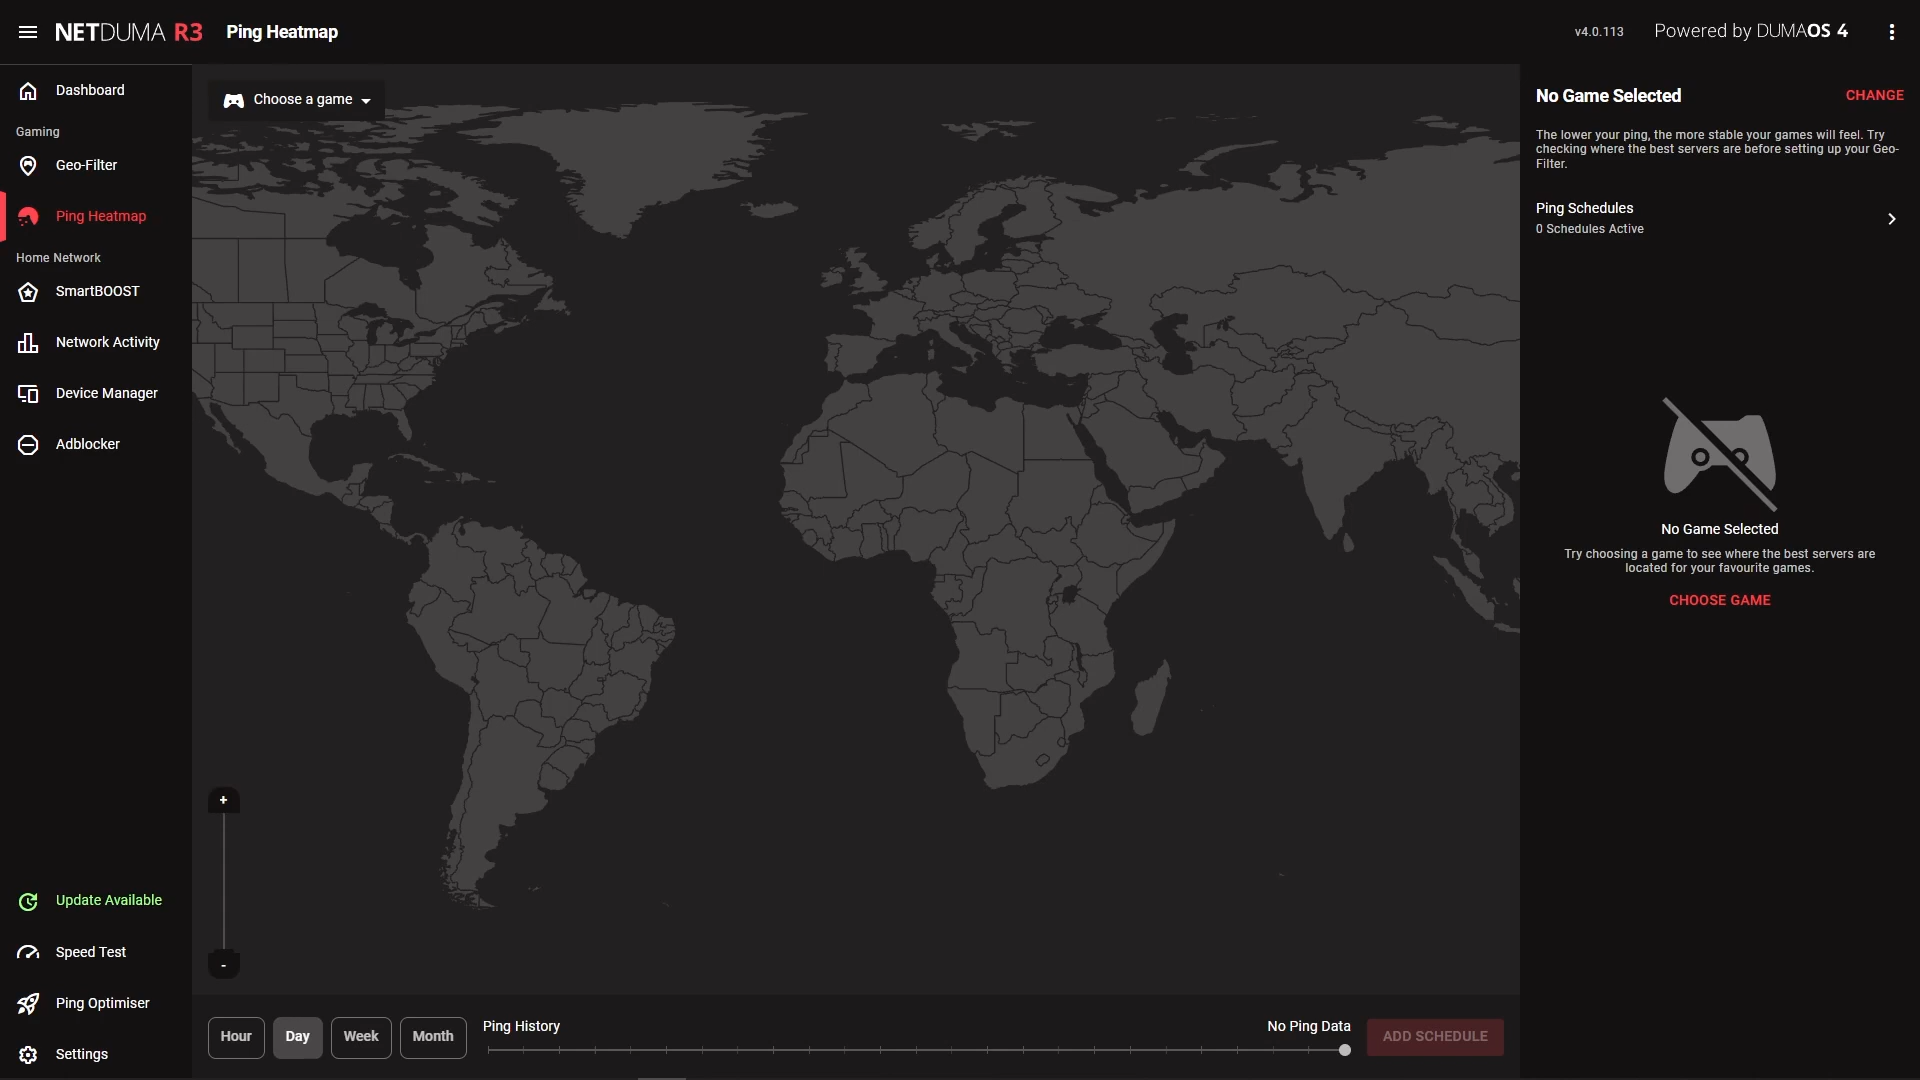 NETDUMA R3
Ping Heatmap
v4.0.113
Powered by DUMAOS 4
Dashboard
Gaming
Geo-Filter
Ping Heatmap
Home Network
SmartBOOST
Network Activity
Device Manager
Adblocker
Update Available
Speed Test
Ping Optimiser
Settings
Choose a game
+
-
Hour
Day
Week
Month
Ping History
No Ping Data
ADD SCHEDULE
No Game Selected
CHANGE
The lower your ping, the more stable your games will feel. Try
checking where the best servers are before setting up your Geo-
Filter.
Ping Schedules
0 Schedules Active
No Game Selected
Try choosing a game to see where the best servers are
located for your favourite games.
CHOOSE GAME